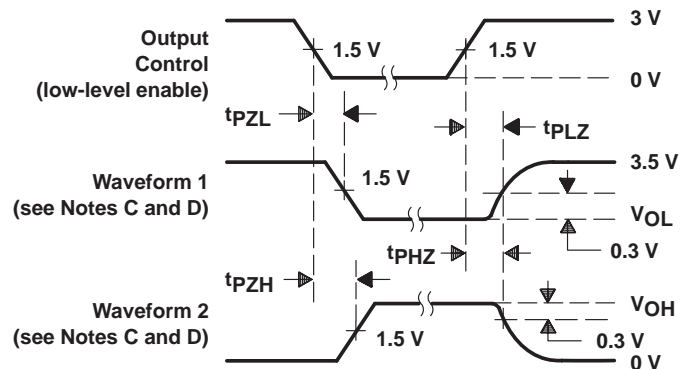 Output
Control
(low-level enable)
1.5 V
1.5 V
3 V
0 V
tPZL
tPLZ
Waveform 1
(see Notes C and D)
1.5 V
3.5 V
VOL
0.3 V
tPZH
tPHZ
Waveform 2
(see Notes C and D)
1.5 V
VOH
0.3 V
0 V